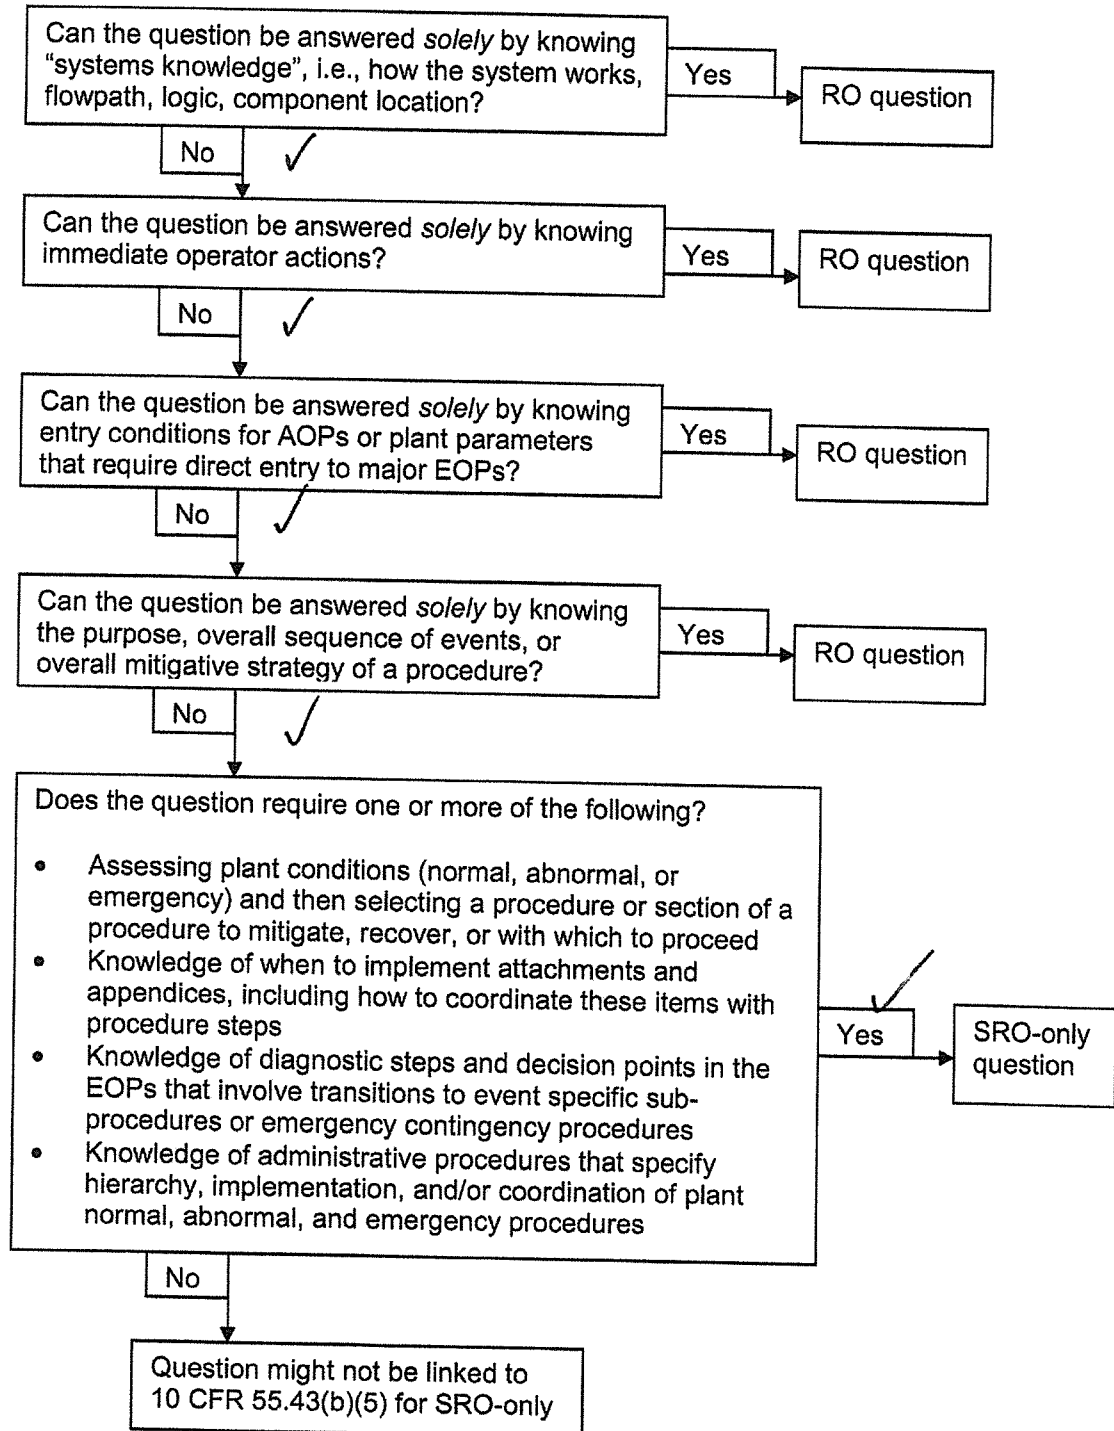 Can the question be answered solely by knowing
"systems knowledge", i.e., how the system works,
flowpath, logic, component location?
Yes
RO question
No
Can the question be answered solely by knowing
immediate operator actions?
Yes
RO question
No
Can the question be answered solely by knowing
entry conditions for AOPs or plant parameters
that require direct entry to major EOPs?
Yes
RO question
No
Can the question be answered solely by knowing
the purpose, overall sequence of events, or
overall mitigative strategy of a procedure?
Yes
RO question
No
Does the question require one or more of the following?
• Assessing plant conditions (normal, abnormal, or
emergency) and then selecting a procedure or section of a
procedure to mitigate, recover, or with which to proceed
• Knowledge of when to implement attachments and
appendices, including how to coordinate these items with
procedure steps
• Knowledge of diagnostic steps and decision points in the
EOPs that involve transitions to event specific sub-
procedures or emergency contingency procedures
• Knowledge of administrative procedures that specify
hierarchy, implementation, and/or coordination of plant
normal, abnormal, and emergency procedures
Yes
SRO-only
question
No
Question might not be linked to
10 CFR 55.43(b)(5) for SRO-only